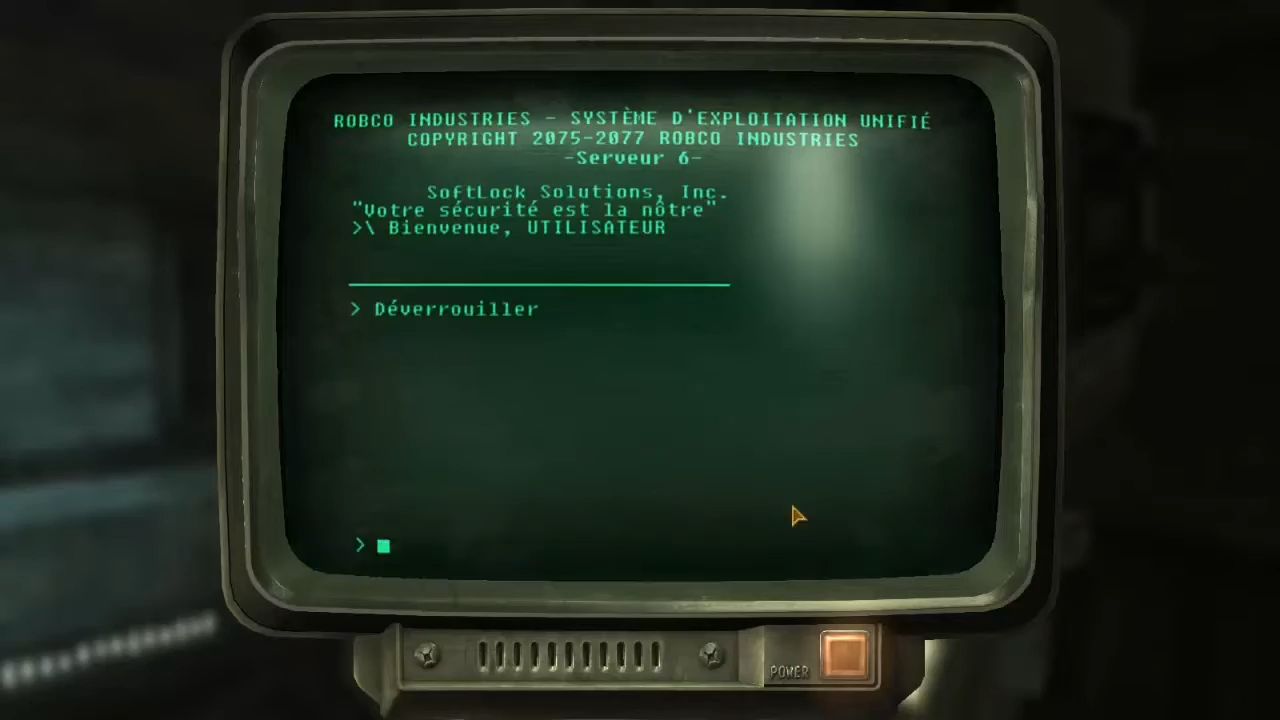 ROBCO INDUSTRIES - SYSTÈME D'EXPLOITATION UNIFIÉ
COPYRIGHT 2075-2077 ROBCO INDUSTRIES
-Serveur 6-
SoftLock Solutions, Inc.
"Votre sécurité est la nôtre"
>\ Bienvenue, UTILISATEUR
> Déverrouiller
>
POWER